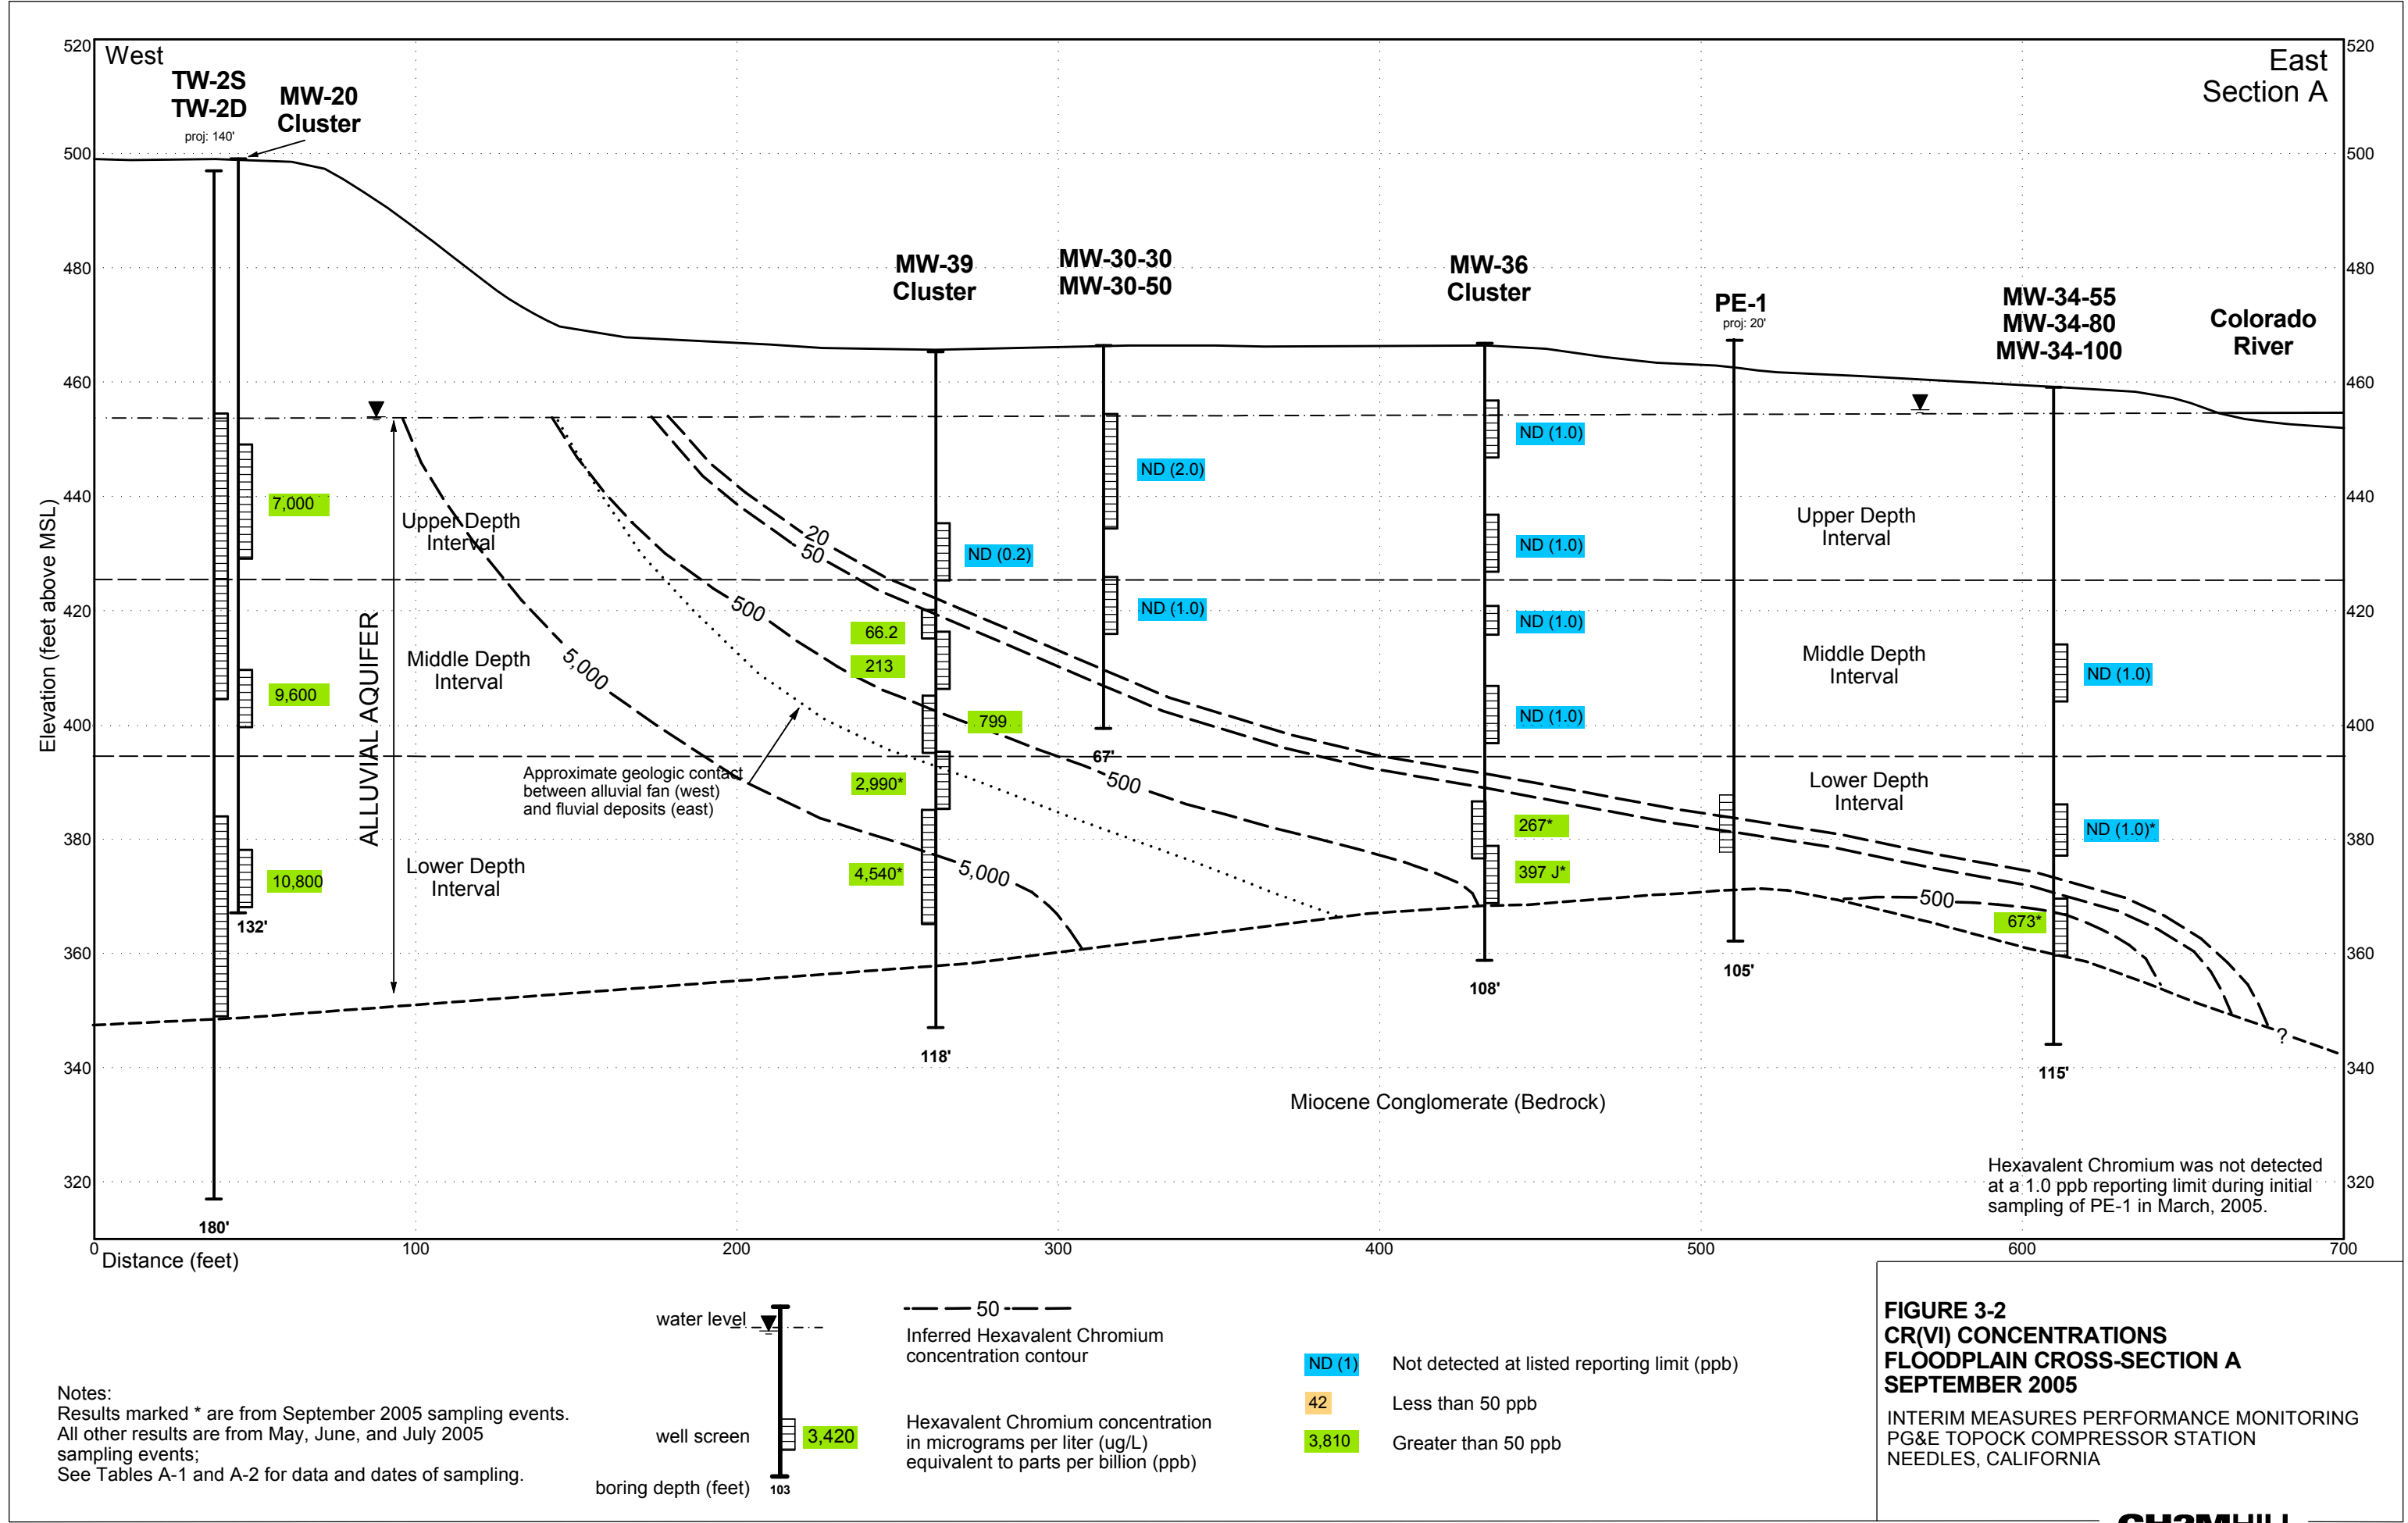 520
West
East
520
Section A
TW-2S
TW-2D
proj: 140'
MW-20
Cluster
500
500
480
480
MW-39
Cluster
MW-30-30
MW-30-50
MW-36
Cluster
PE-1
proj: 20'
MW-34-55
MW-34-80
MW-34-100
Colorado
River
460
460
ND (1.0)
ND (2.0)
7,000
440
440
Upper Depth
Interval
Upper Depth
Interval
20
50
ND (0.2)
ND (1.0)
Elevation (feet above MSL)
ALLUVIAL AQUIFER
420
420
500
ND (1.0)
ND (1.0)
66.2
213
5,000
Middle Depth
Interval
Middle Depth
Interval
ND (1.0)
9,600
799
ND (1.0)
400
400
67'
Approximate geologic contact
between alluvial fan (west)
and fluvial deposits (east)
2,990*
500
Lower Depth
Interval
380
380
267*
ND (1.0)*
Lower Depth
Interval
10,800
4,540*
5,000
397 J*
500
673*
132'
360
360
105'
108'
118'
115'
?
340
340
Miocene Conglomerate (Bedrock)
Hexavalent Chromium was not detected
at a 1.0 ppb reporting limit during initial
sampling of PE-1 in March, 2005.
320
320
180'
0
100
200
300
400
500
600
700
Distance (feet)
water level
well screen
3,420
boring depth (feet)
103
50
Inferred Hexavalent Chromium
concentration contour
Hexavalent Chromium concentration
in micrograms per liter (ug/L)
equivalent to parts per billion (ppb)
ND (1)
Not detected at listed reporting limit (ppb)
42
Less than 50 ppb
3,810
Greater than 50 ppb
Notes:
Results marked * are from September 2005 sampling events.
All other results are from May, June, and July 2005
sampling events;
See Tables A-1 and A-2 for data and dates of sampling.
FIGURE 3-2
CR(VI) CONCENTRATIONS
FLOODPLAIN CROSS-SECTION A
SEPTEMBER 2005
INTERIM MEASURES PERFORMANCE MONITORING
PG&E TOPOCK COMPRESSOR STATION
NEEDLES, CALIFORNIA
CH2MHILL